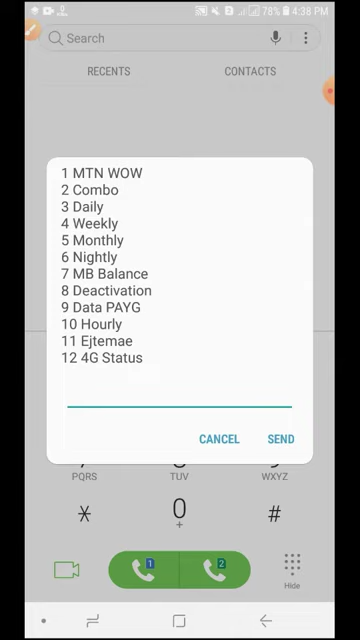 78% 4:38 PM
Search
RECENTS CONTACTS
1 MTN WOW
2 Combo
3 Daily
4 Weekly
5 Monthly
6 Nightly
7 MB Balance
8 Deactivation
9 Data PAYG
10 Hourly
11 Ejtemae
12 4G Status
CANCEL SEND
PQRS TUV WXYZ
* 0 #
+
1 2
Hide